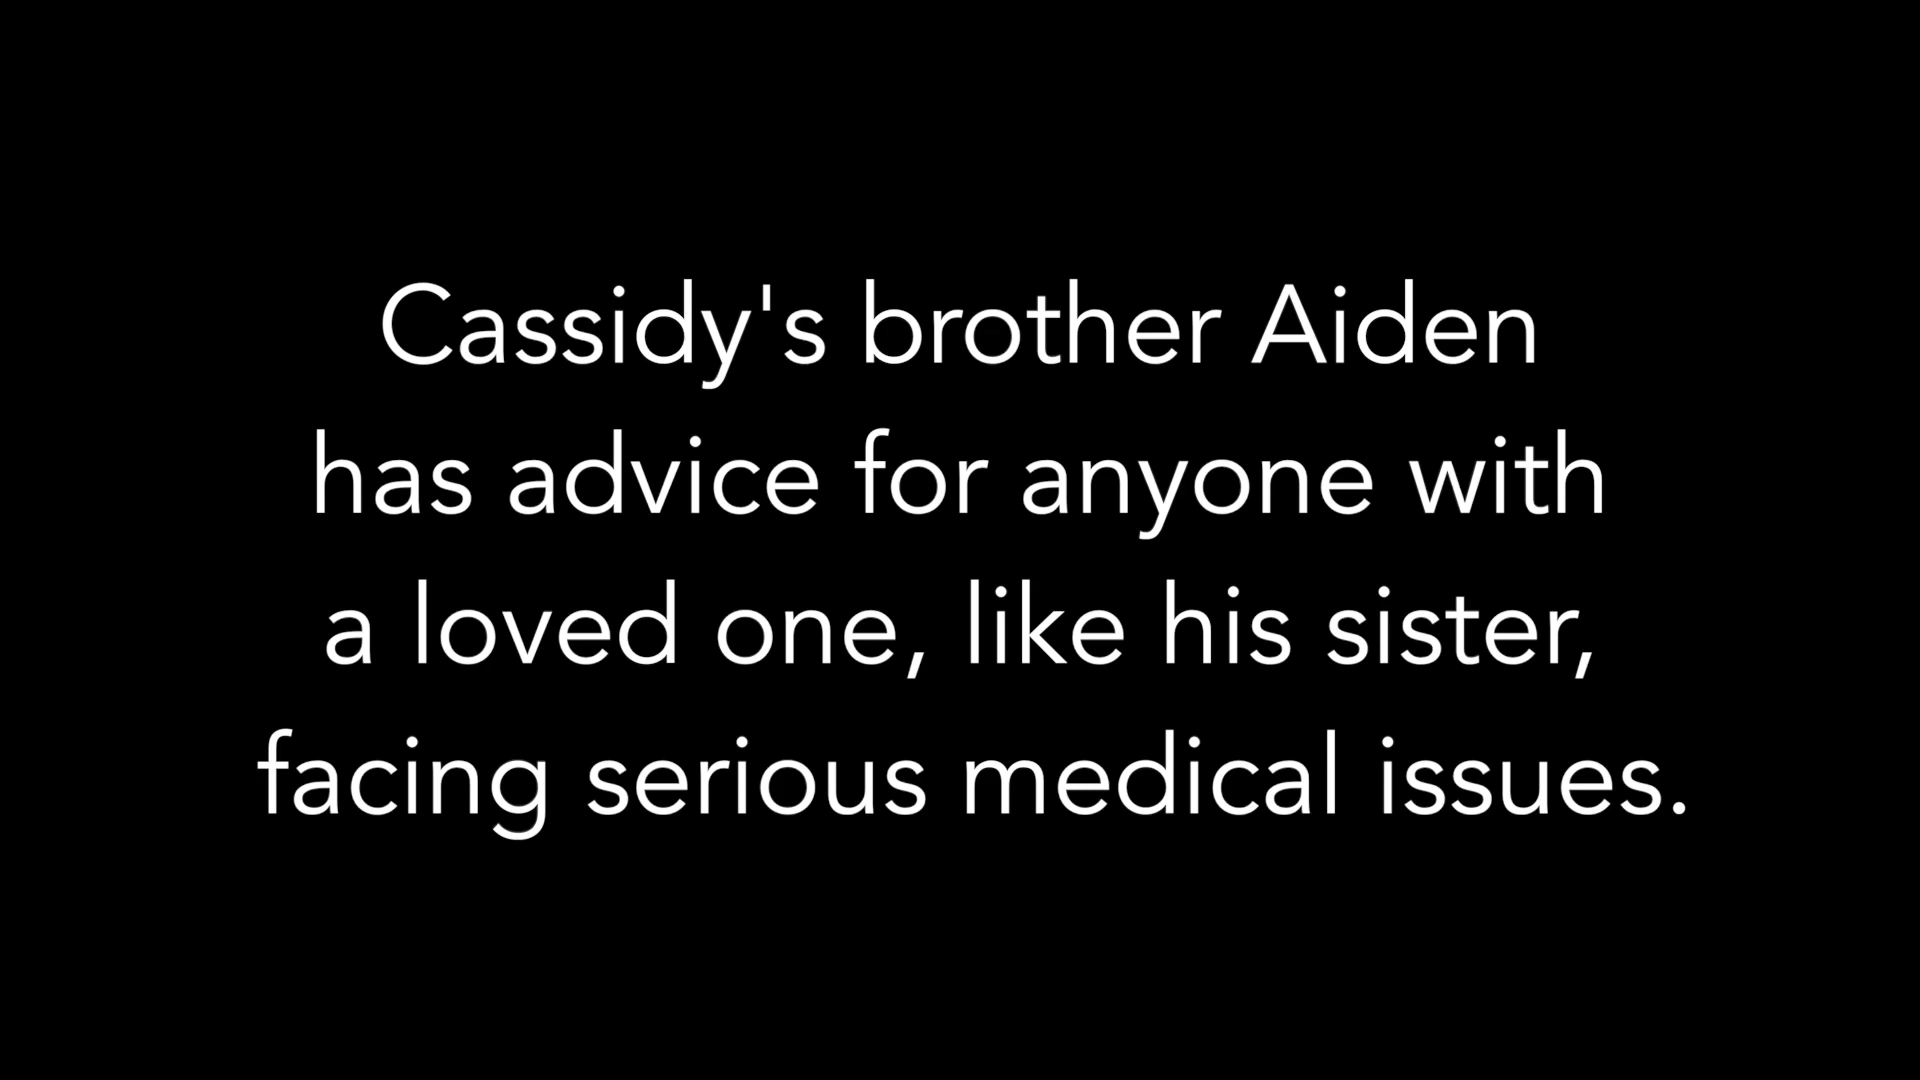 Cassidy's brother Aiden
has advice for anyone with
a loved one, like his sister,
facing serious medical issues.